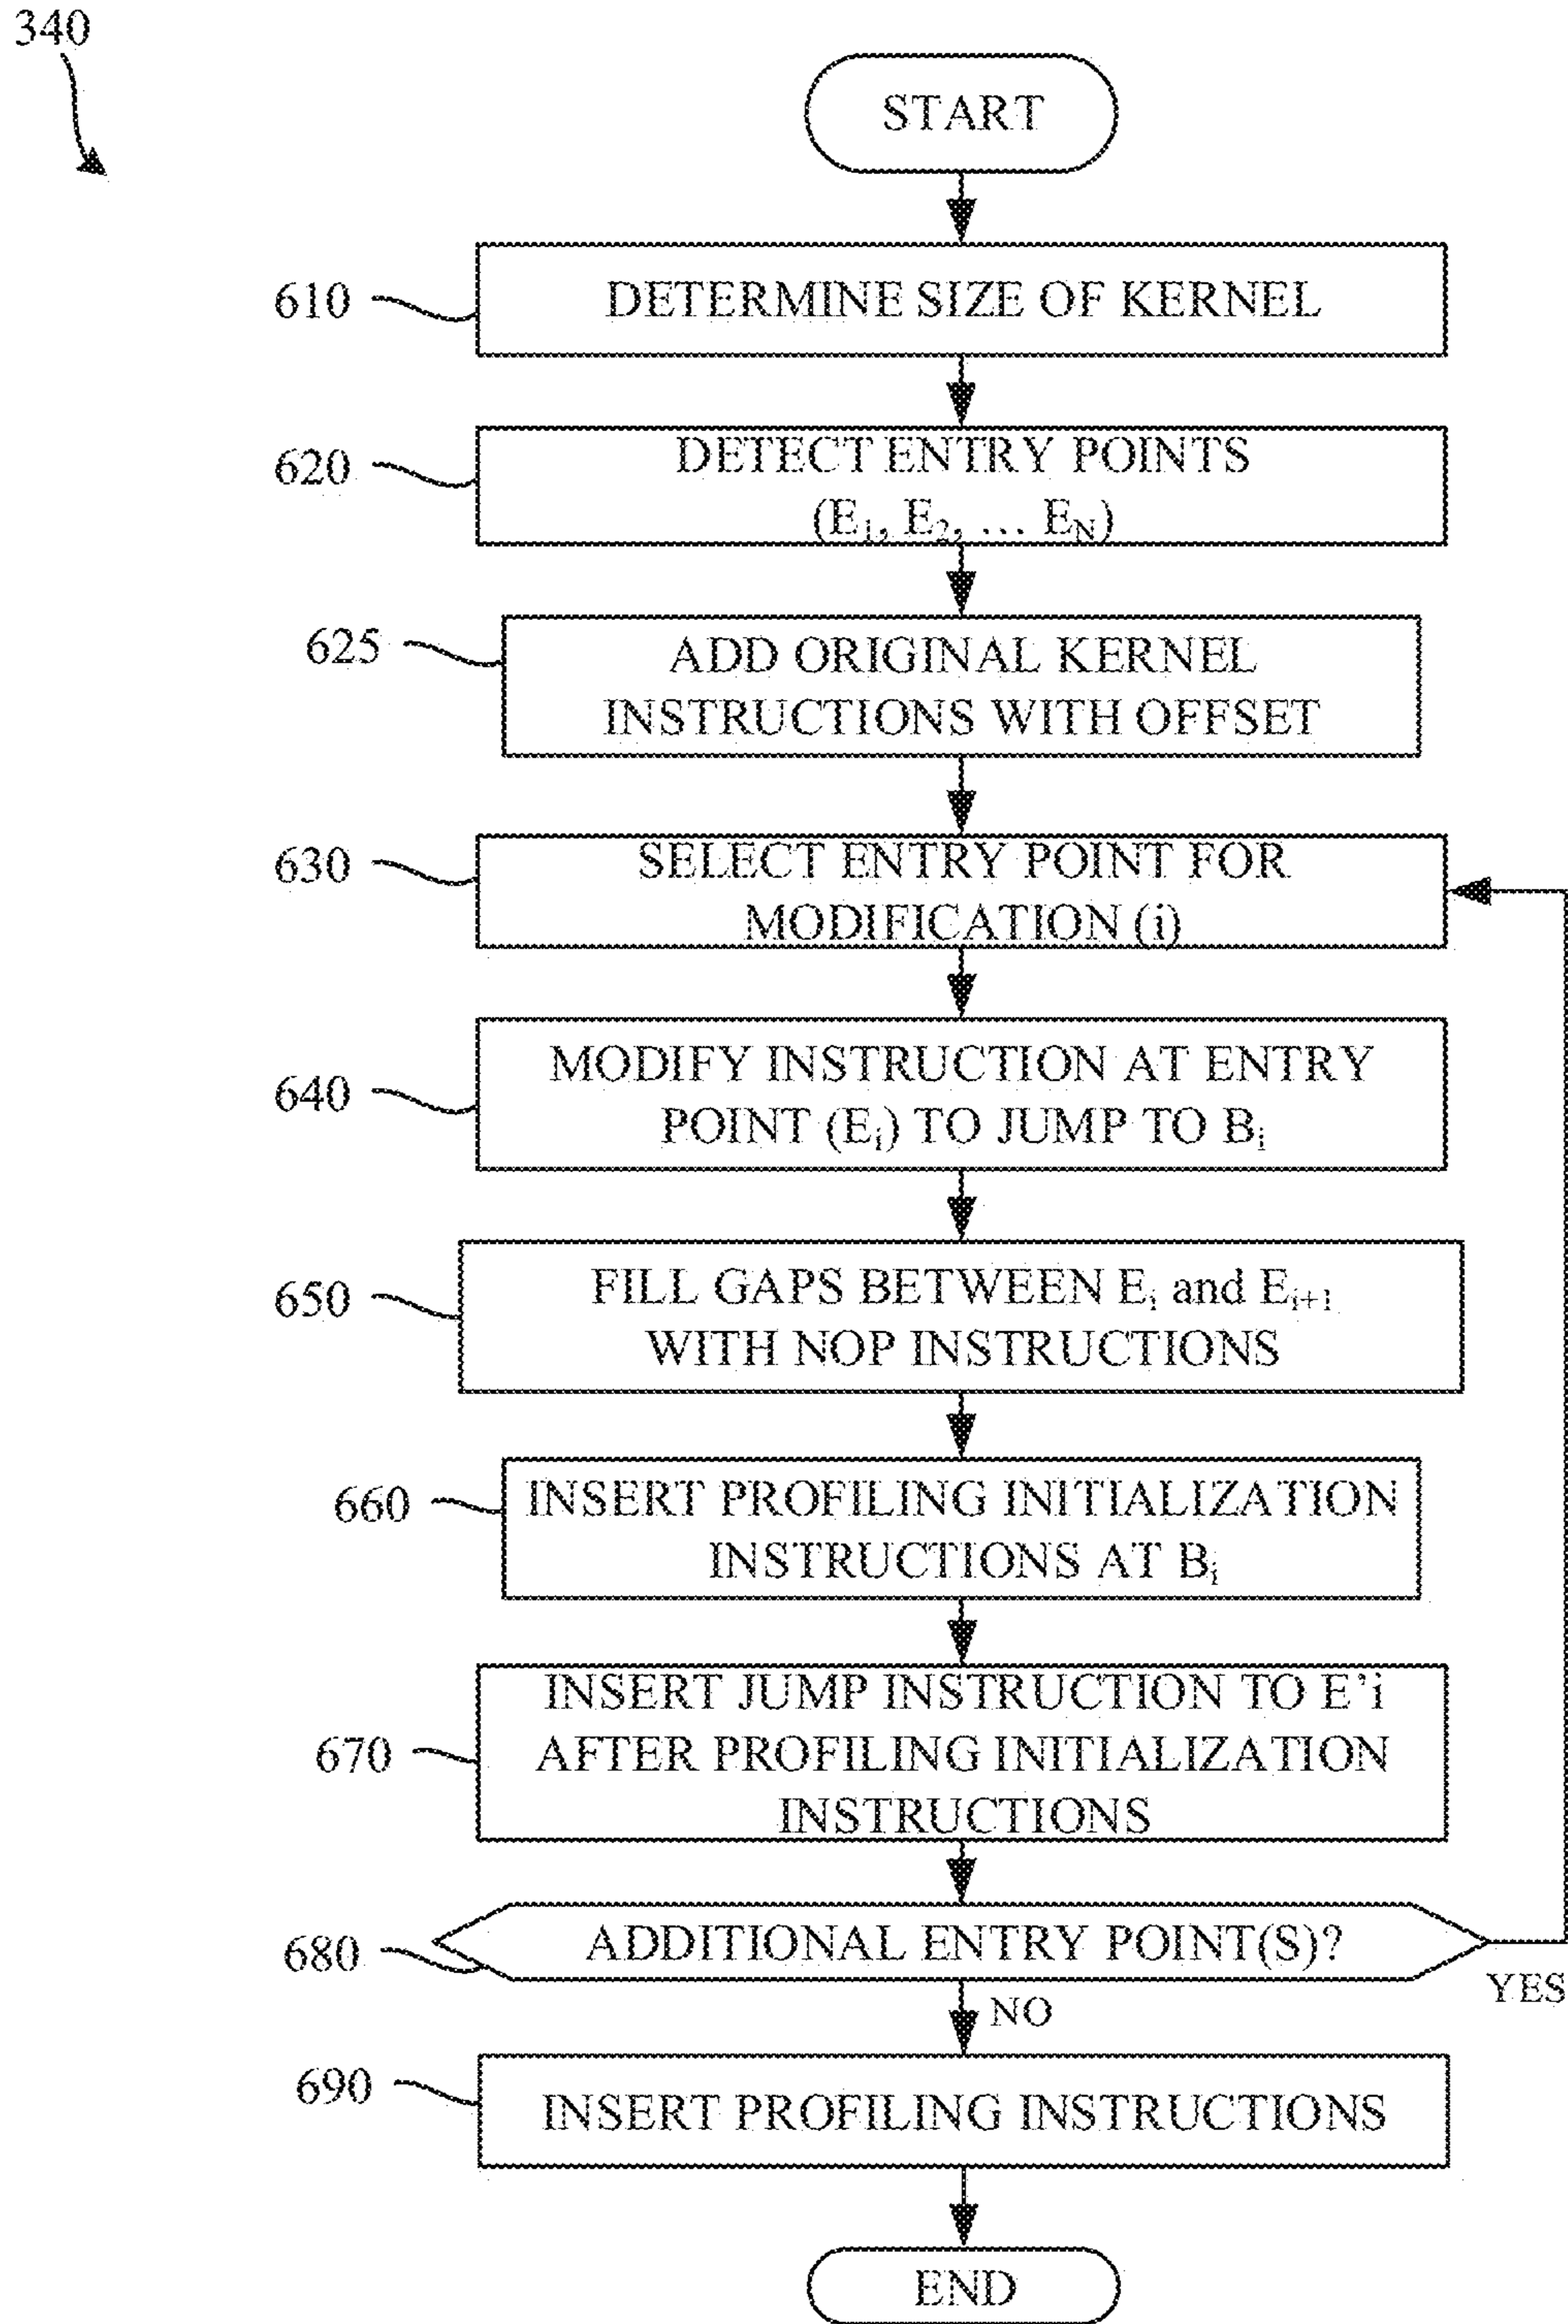 340
START
610
DETERMINE SIZE OF KERNEL
620
DETECT ENTRY POINTS
(E₁, E₂, … E_N)
625
ADD ORIGINAL KERNEL
INSTRUCTIONS WITH OFFSET
630
SELECT ENTRY POINT FOR
MODIFICATION (i)
640
MODIFY INSTRUCTION AT ENTRY
POINT (Eᵢ) TO JUMP TO Bᵢ
650
FILL GAPS BETWEEN Eᵢ and Eᵢ₊₁
WITH NOP INSTRUCTIONS
660
INSERT PROFILING INITIALIZATION
INSTRUCTIONS AT Bᵢ
670
INSERT JUMP INSTRUCTION TO E’i
AFTER PROFILING INITIALIZATION
INSTRUCTIONS
680
ADDITIONAL ENTRY POINT(S)?
YES
NO
690
INSERT PROFILING INSTRUCTIONS
END